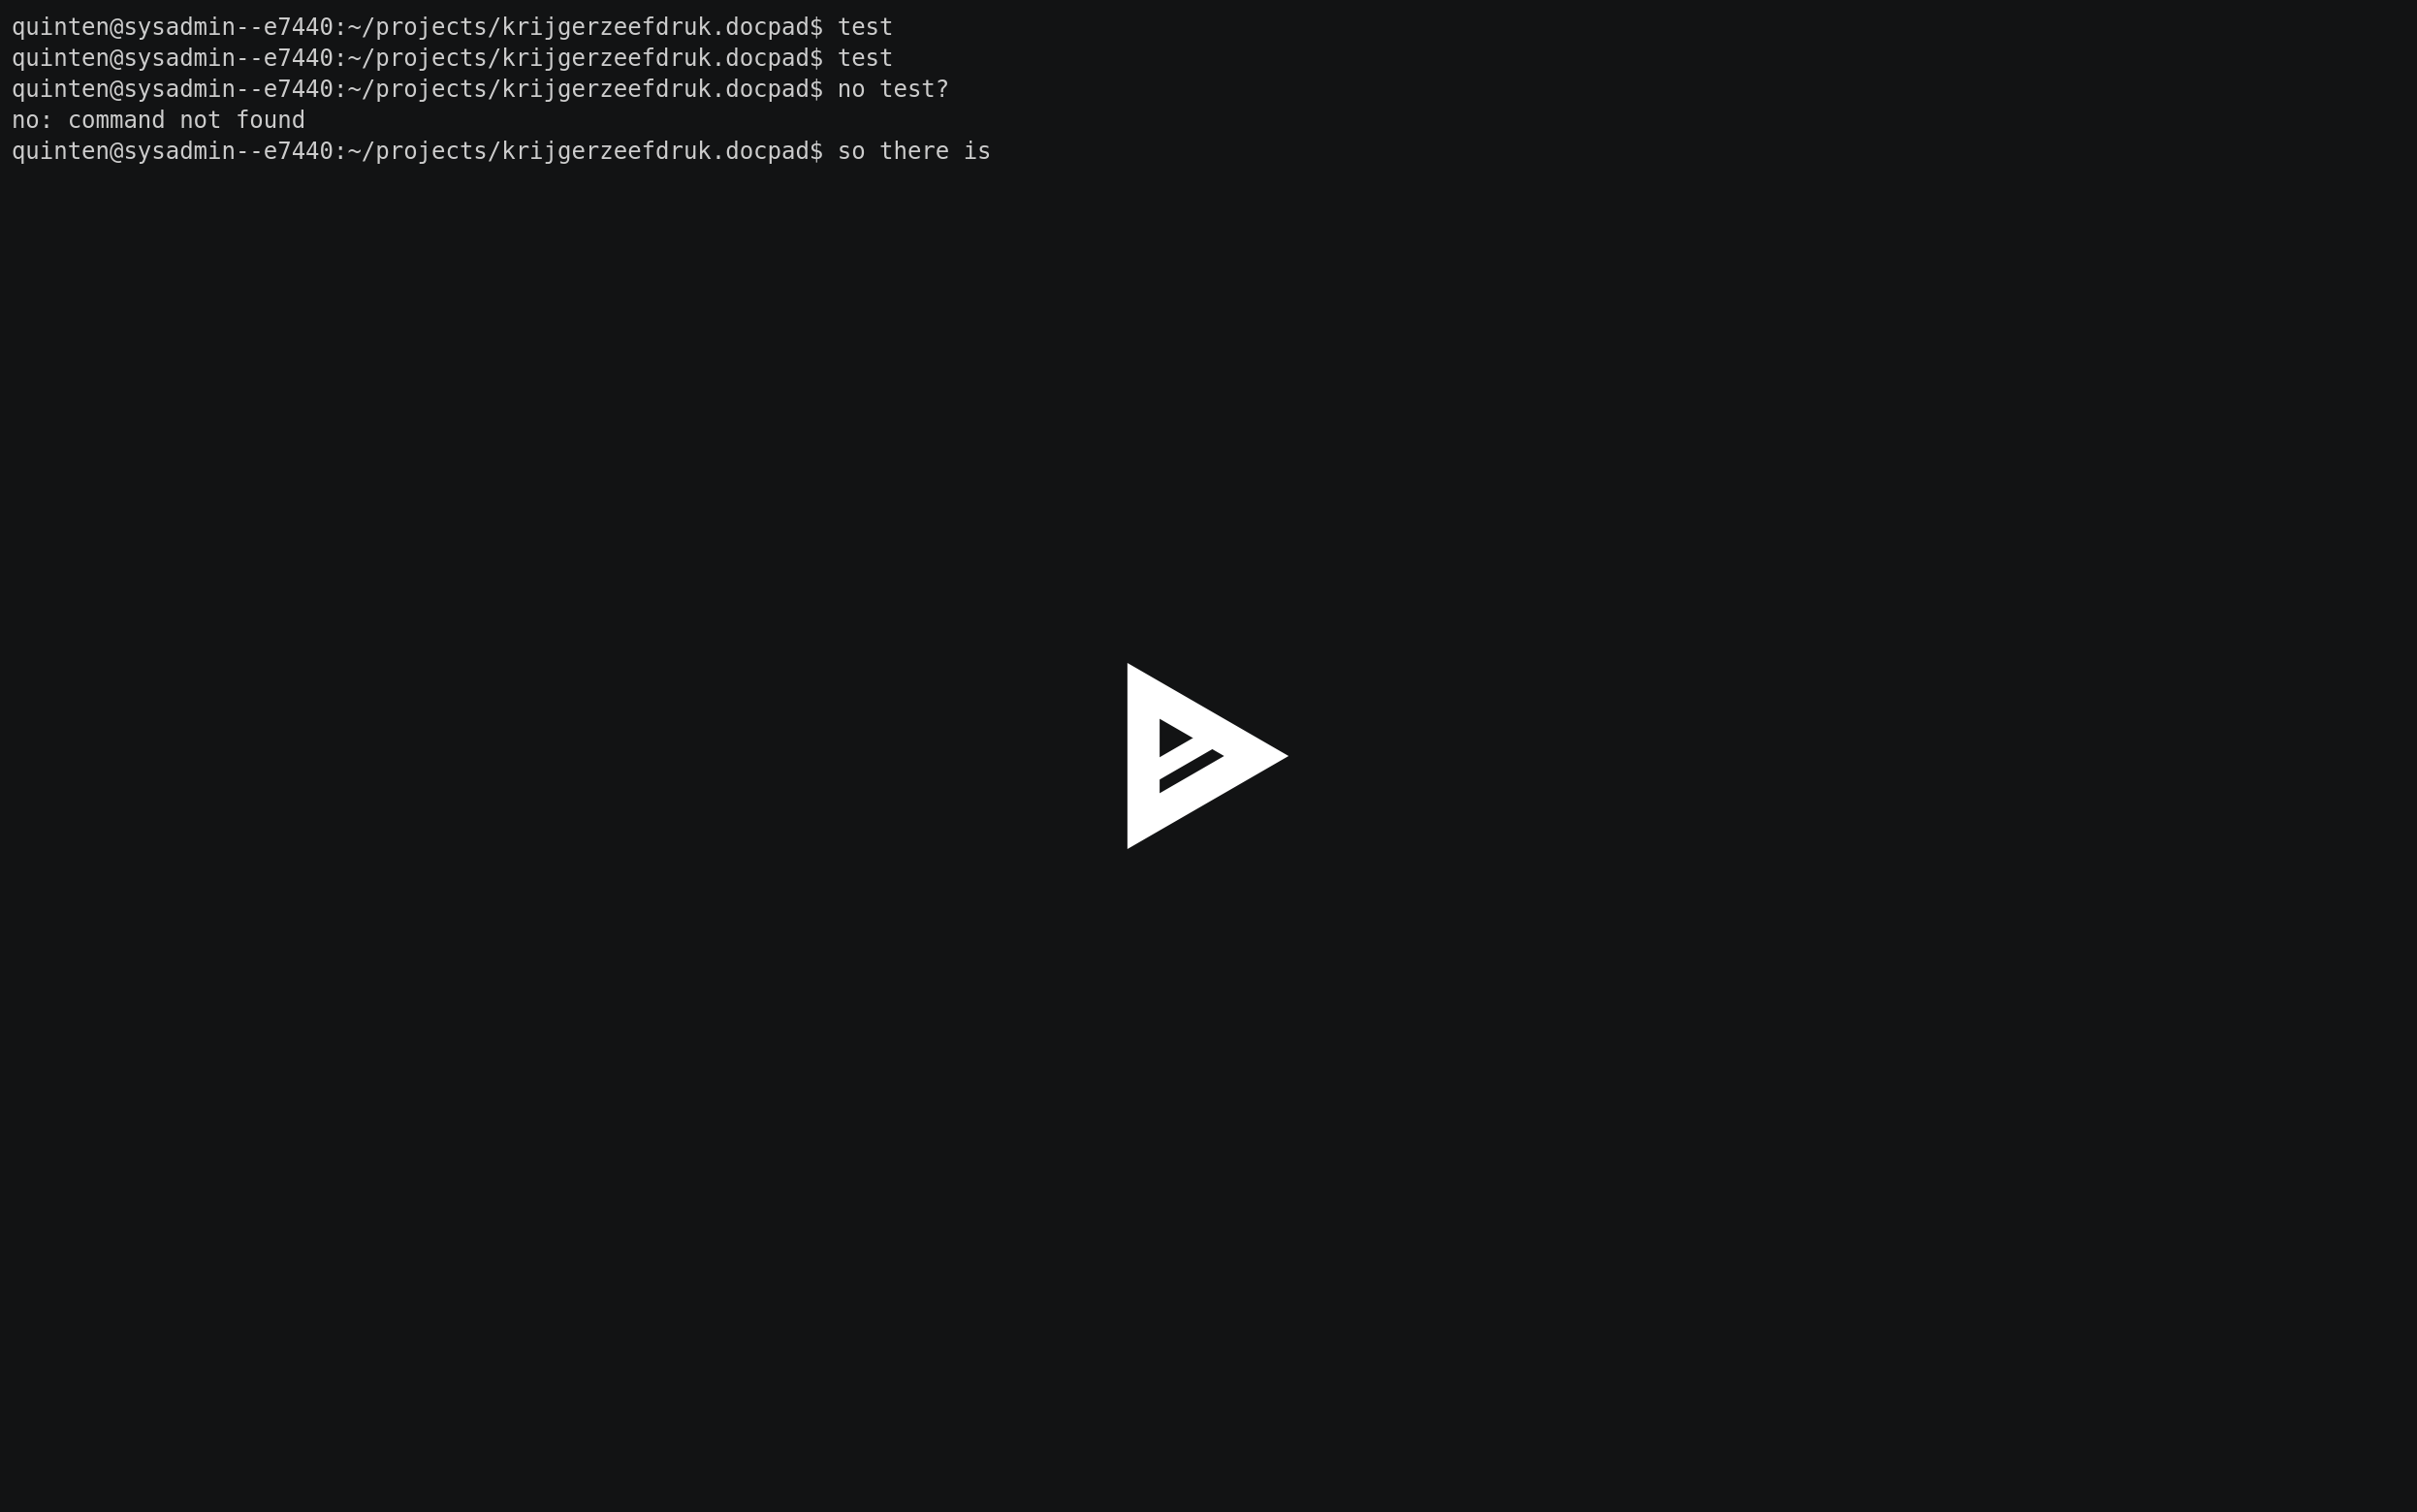 quinten@sysadmin--e7440:~/projects/krijgerzeefdruk.docpad$ test
quinten@sysadmin--e7440:~/projects/krijgerzeefdruk.docpad$ test
quinten@sysadmin--e7440:~/projects/krijgerzeefdruk.docpad$ no test?
no: command not found
quinten@sysadmin--e7440:~/projects/krijgerzeefdruk.docpad$ so there is